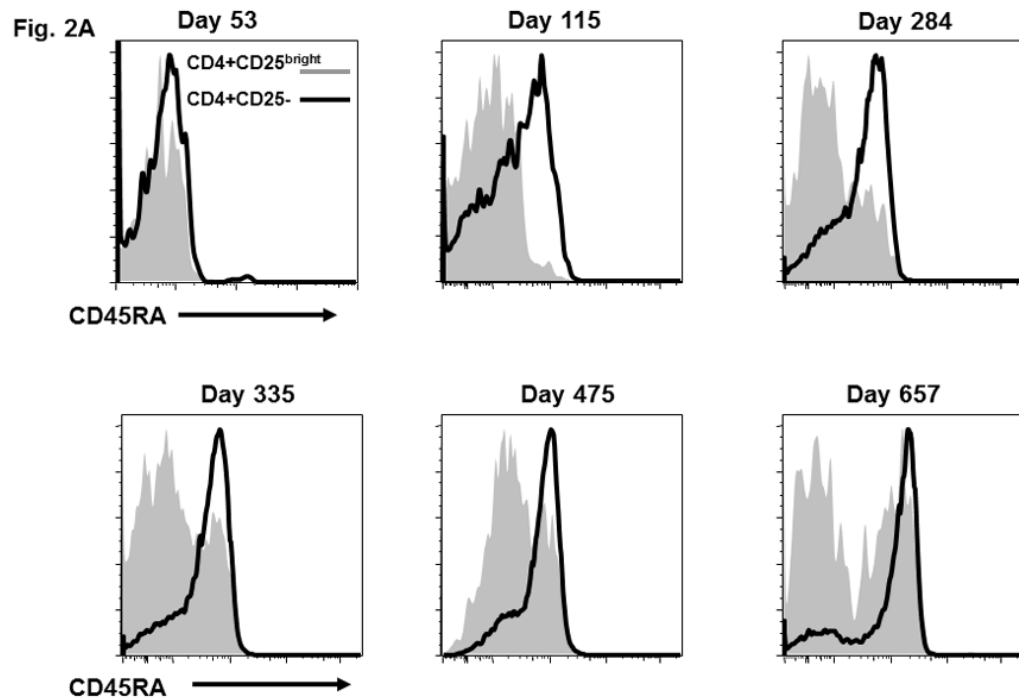 Fig. 2A
Day 53
Day 115
Day 284
CD4+CD25bright
CD4+CD25-
CD45RA
Day 335
Day 475
Day 657
CD45RA